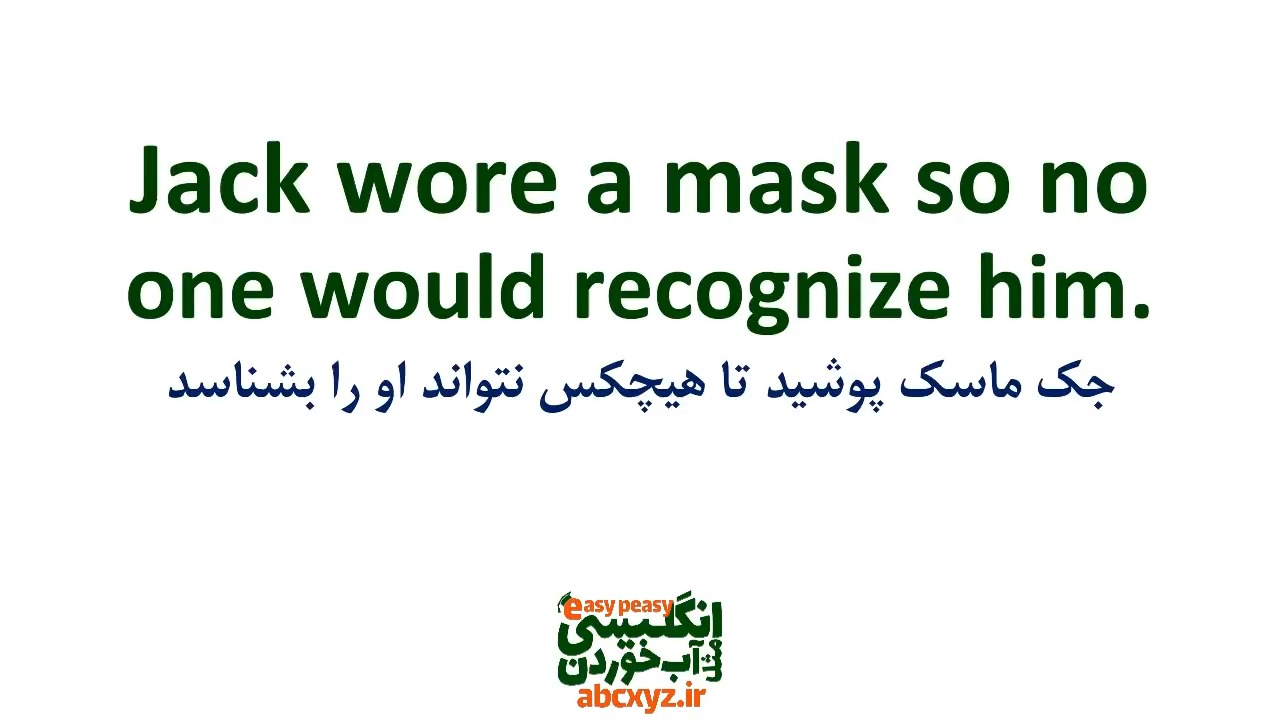 Jack wore a mask so no
one would recognize him.
جک ماسک پوشید تا هیچکس نتواند او را بشناسد
easy peasy
انگلیسی
مثل آب خوردن
abcxyz.ir